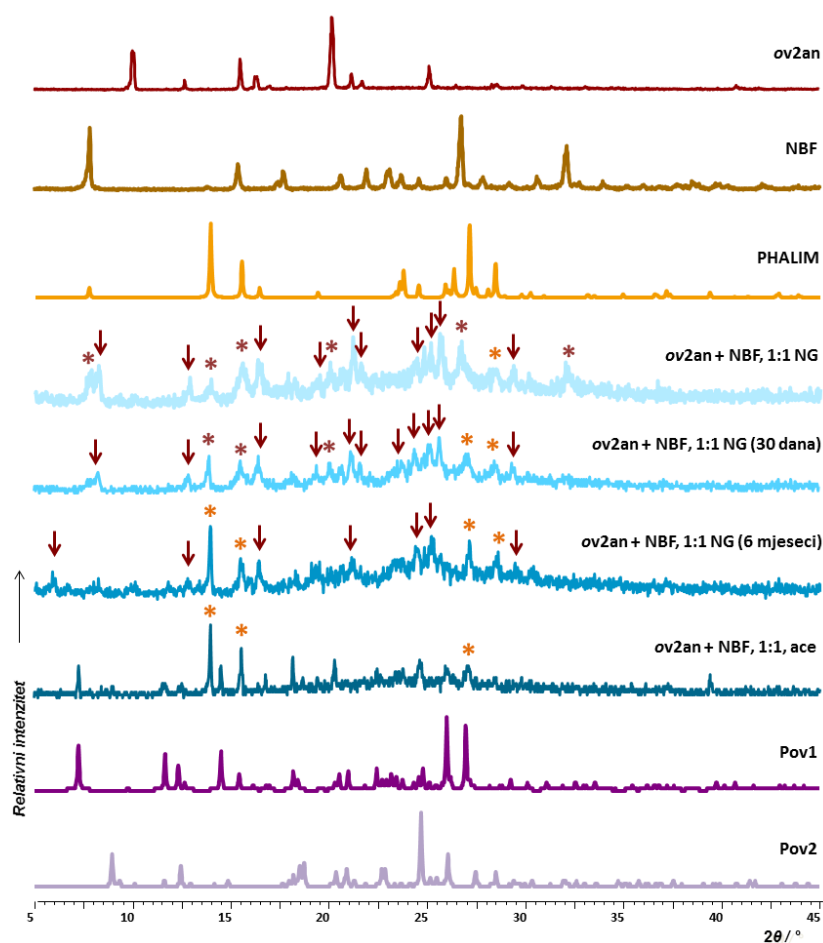 ov2an
NBF
PHALIM
* * * * * * *
ov2an + NBF, 1:1 NG
* * * * *
ov2an + NBF, 1:1 NG (30 dana)
* * * *
ov2an + NBF, 1:1 NG (6 mjeseci)
* * *
ov2an + NBF, 1:1, ace
Pov1
Pov2
Relativni intenzitet
5 10 15 20 25 30 35 40 45
2θ / °